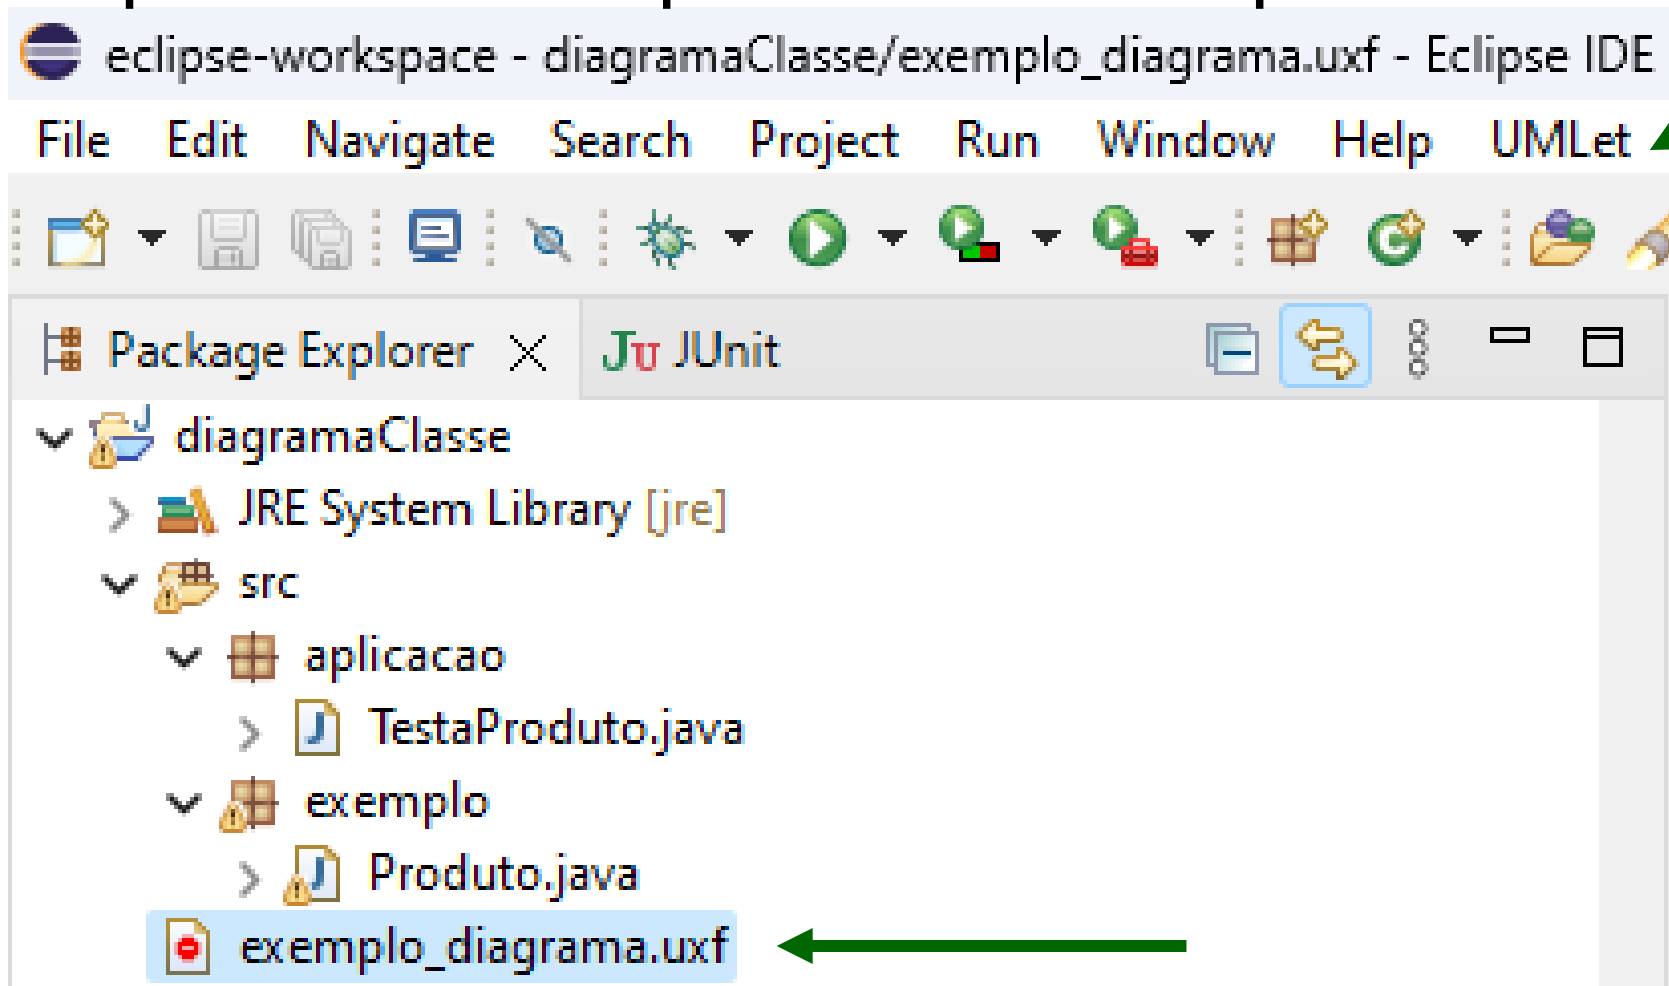 eclipse-workspace - diagramaClasse/exemplo_diagrama.uxf - Eclipse IDE
File Edit Navigate Search Project Run Window Help UMLet
Package Explorer JUnit
diagramaClasse
JRE System Library [jre]
src
aplicacao
TestaProduto.java
exemplo
Produto.java
exemplo_diagrama.uxf